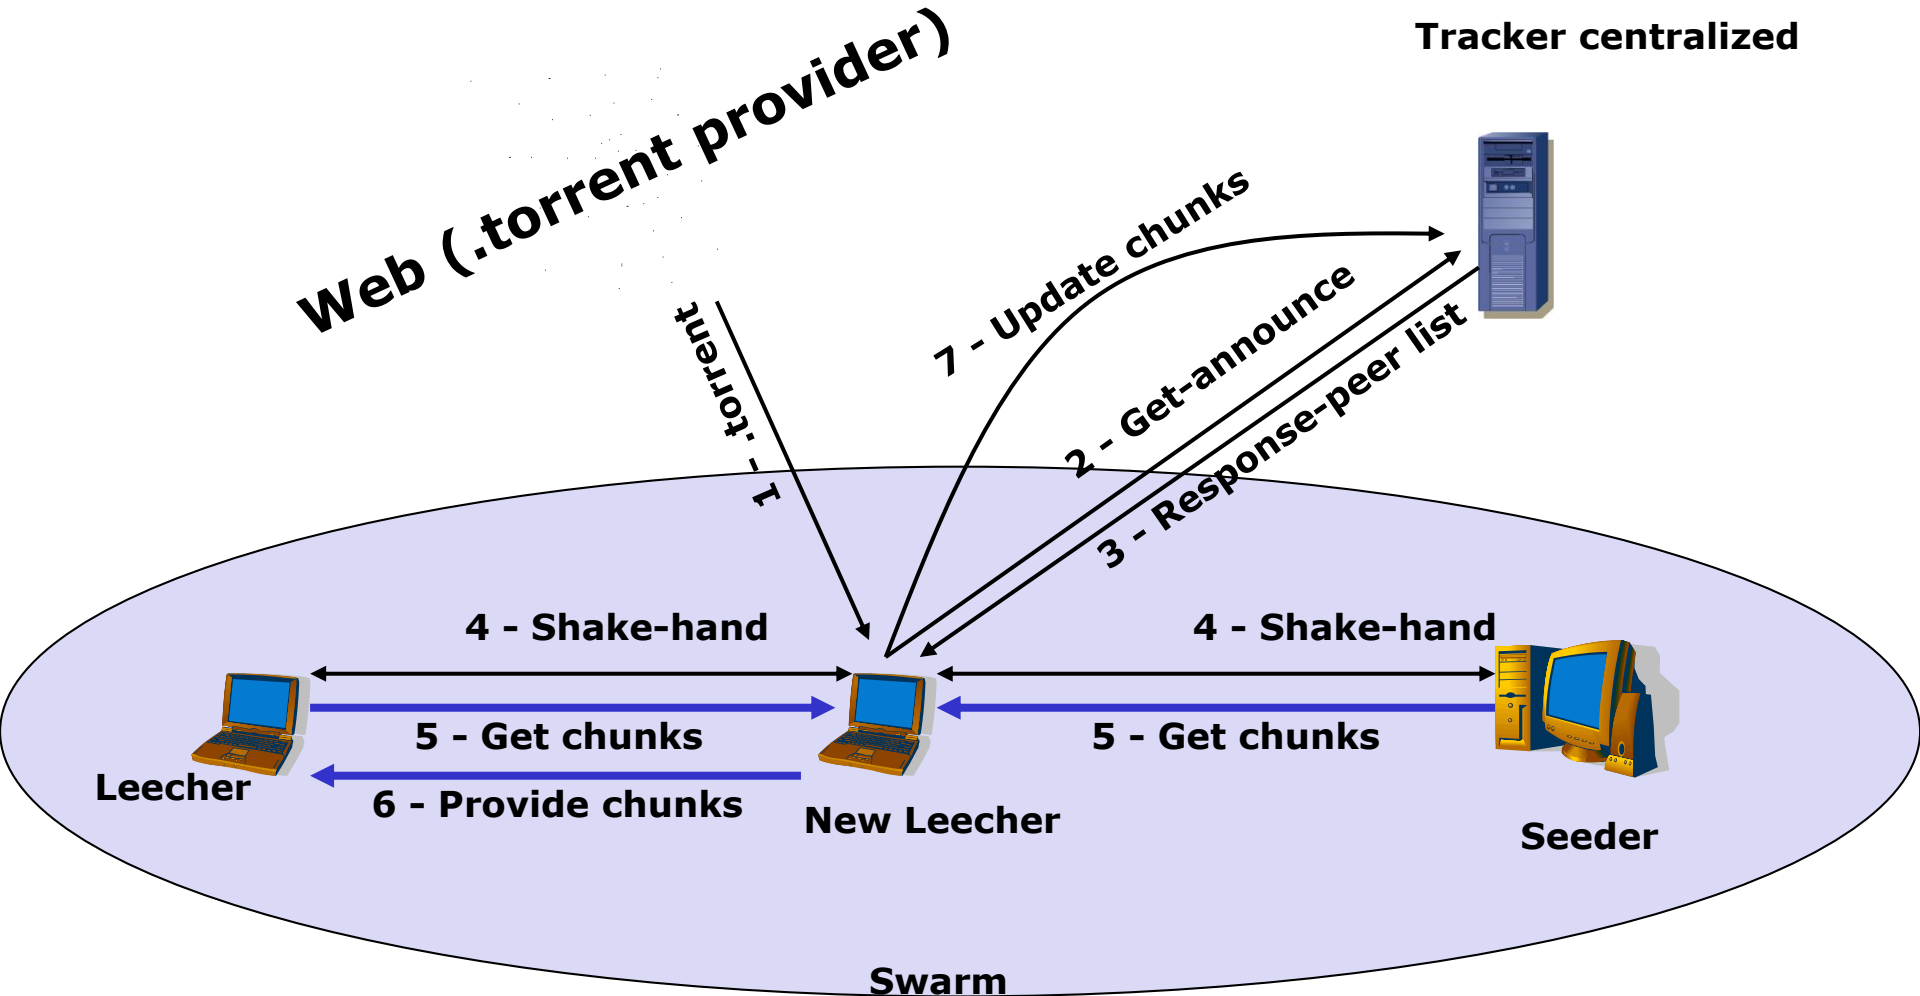 Tracker centralized
Web (.torrent provider)
1 - .torrent
7 - Update chunks
2 - Get-announce
3 - Response-peer list
4 - Shake-hand
4 - Shake-hand
5 - Get chunks
5 - Get chunks
Leecher
6 - Provide chunks
New Leecher
Seeder
Swarm